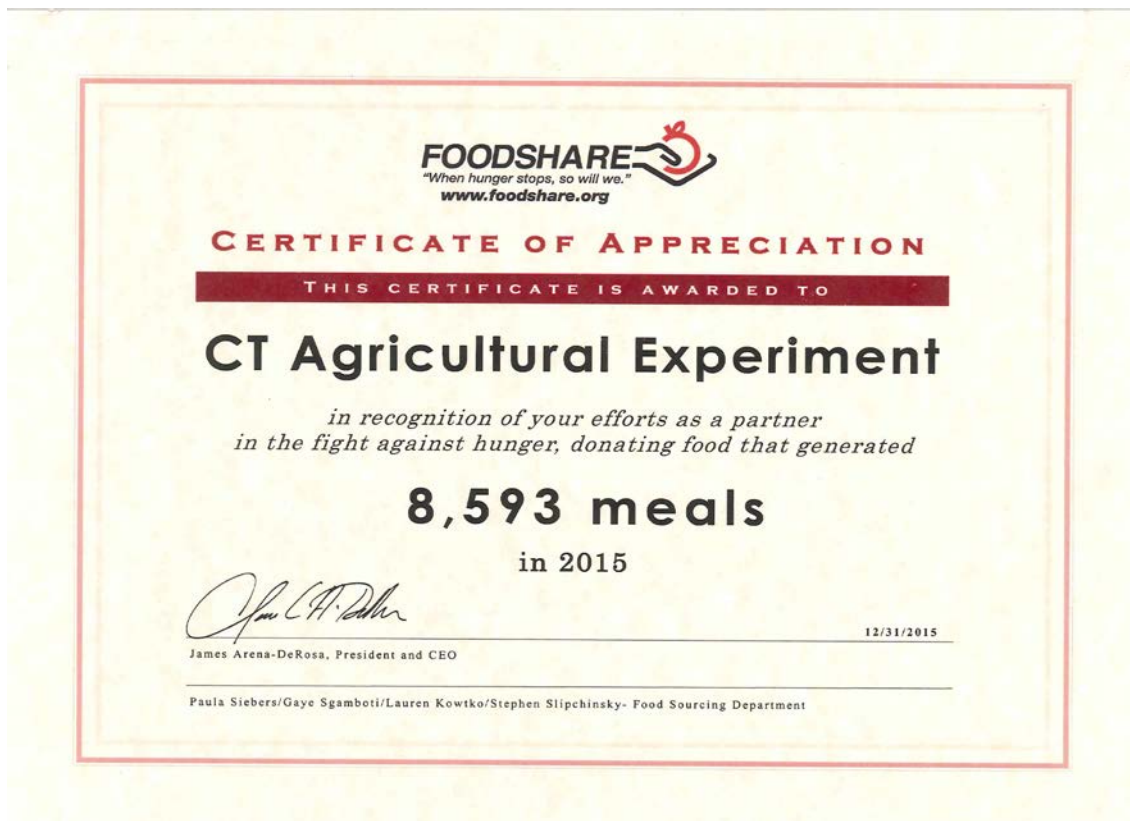 FOODSHARE
"When hunger stops, so will we."
www.foodshare.org
CERTIFICATE OF APPRECIATION
THIS CERTIFICATE IS AWARDED TO
CT Agricultural Experiment
in recognition of your efforts as a partner
in the fight against hunger, donating food that generated
8,593 meals
in 2015
12/31/2015
James Arena-DeRosa, President and CEO
Paula Siebers/Gaye Sgamboti/Lauren Kowtko/Stephen Slipchinsky- Food Sourcing Department